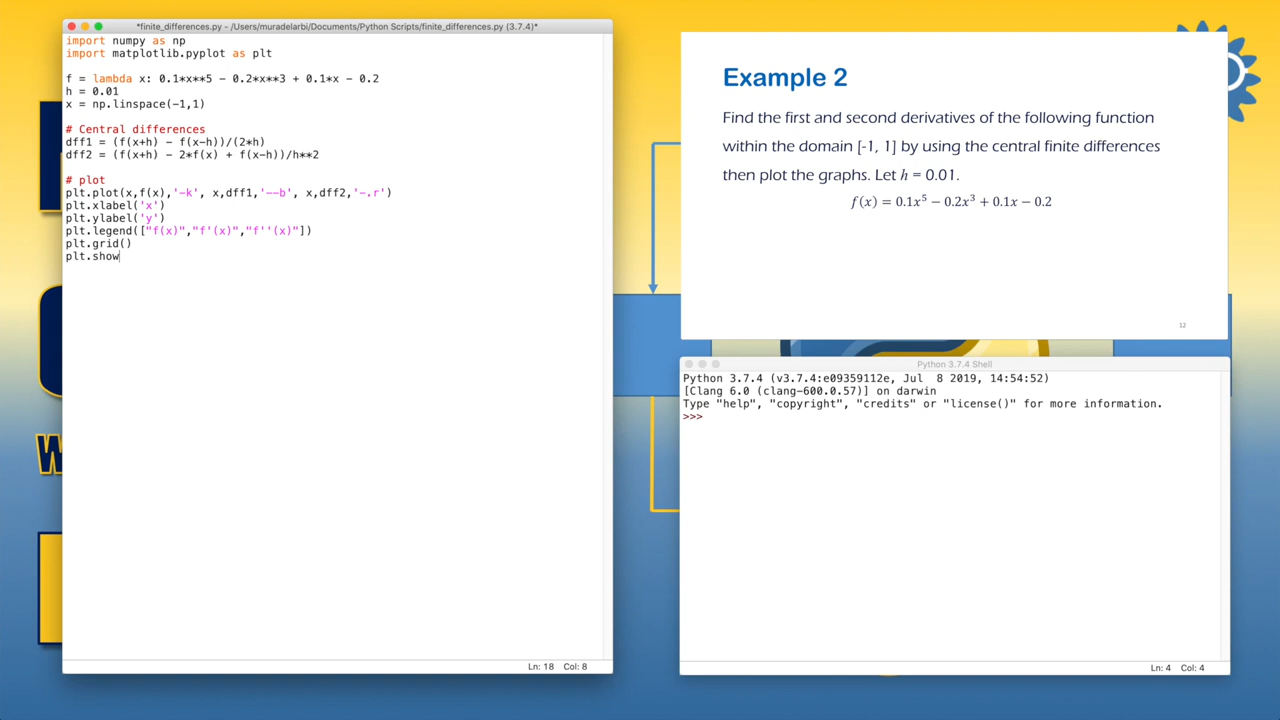 *finite_differences.py - /Users/muradelarbi/Documents/Python Scripts/finite_differences.py (3.7.4)*
import numpy as np
import matplotlib.pyplot as plt
f = lambda x: 0.1*x**5 - 0.2*x**3 + 0.1*x - 0.2
h = 0.01
x = np.linspace(-1,1)
# Central differences
dff1 = (f(x+h) - f(x-h))/(2*h)
dff2 = (f(x+h) - 2*f(x) + f(x-h))/h**2
# plot
plt.plot(x,f(x),'-k', x,dff1,'--b', x,dff2,'-.r')
plt.xlabel('x')
plt.ylabel('y')
plt.legend(["f(x)","f'(x)","f''(x)"])
plt.grid()
plt.show
Ln: 18 Col: 8
Example 2
Find the first and second derivatives of the following function
within the domain [-1, 1] by using the central finite differences
then plot the graphs. Let h = 0.01.
f(x) = 0.1x⁵ − 0.2x³ + 0.1x − 0.2
12
Python 3.7.4 Shell
Python 3.7.4 (v3.7.4:e09359112e, Jul  8 2019, 14:54:52)
[Clang 6.0 (clang-600.0.57)] on darwin
Type "help", "copyright", "credits" or "license()" for more information.
>>>
Ln: 4 Col: 4
W